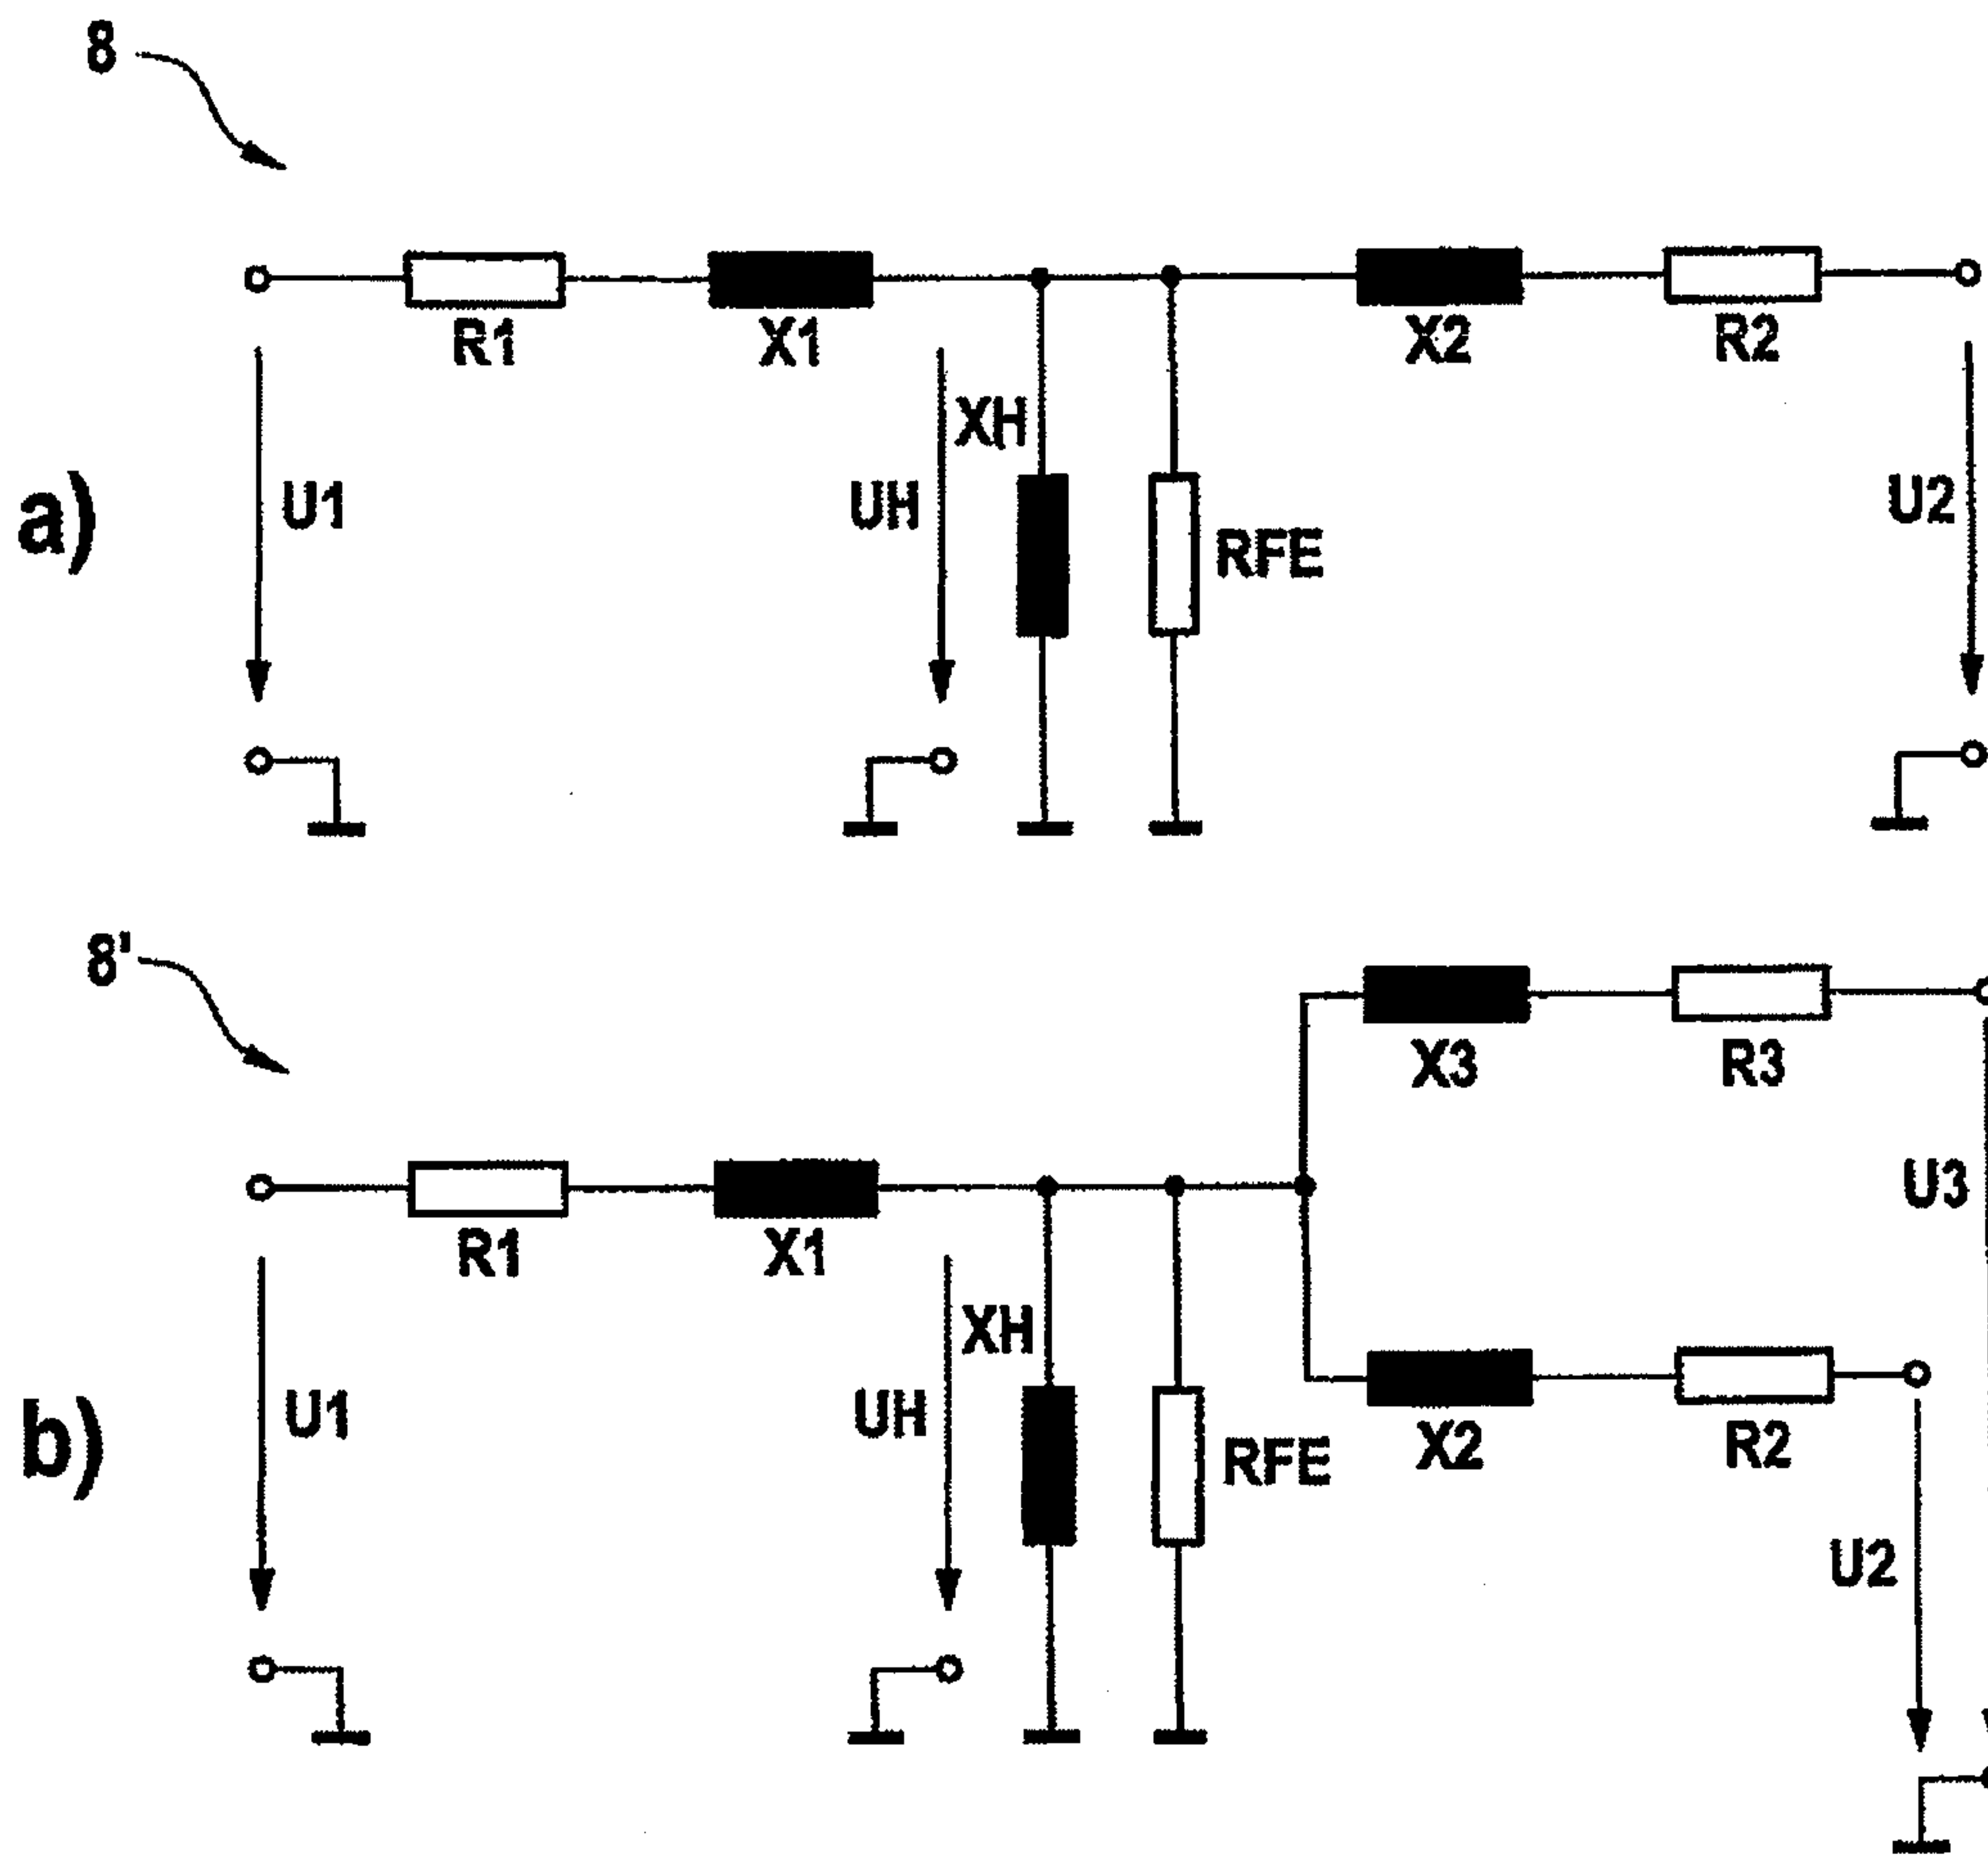 8
R1 X1 X2 R2
XH
a) U1 UH RFE U2
8'
X3 R3
R1 X1 U3
XH
b) U1 UH RFE X2 R2
U2